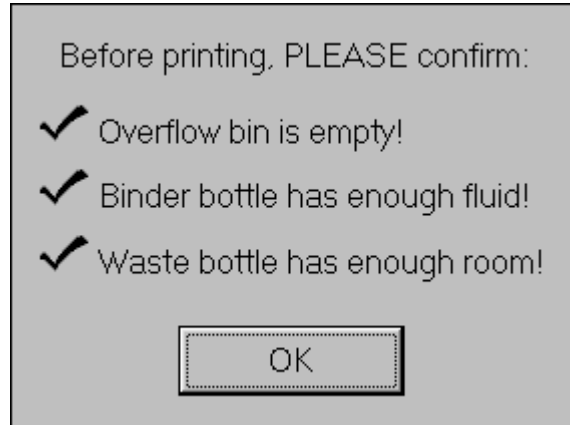 Before printing, PLEASE confirm:
Overflow bin is empty!
Binder bottle has enough fluid!
Waste bottle has enough room!
OK